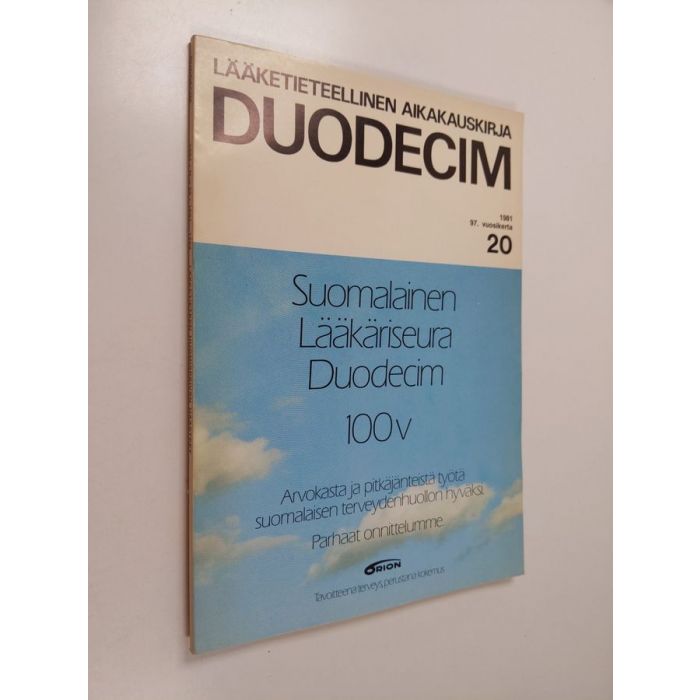 LÄÄKETIETEELLINEN AIKAKAUSKIRJA
DUODECIM
1981
97. vuosikerta
20
Suomalainen
Lääkäriseura
Duodecim
100v
Arvokasta ja pitkäjänteistä työtä
suomalaisen terveydenhuollon hyväksi.
Parhaat onnittelumme.
ORION
Tavoitteena terveys, perustana kokemus